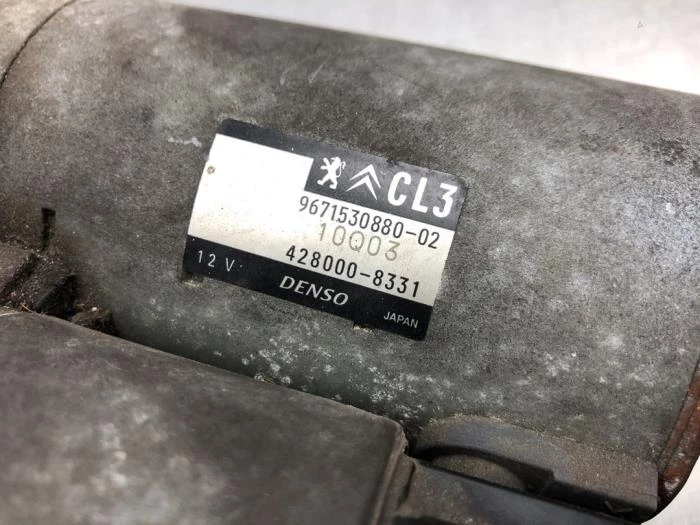 CL3
9671530880-02
10Q03
428000-8331
12 V
DENSO
JAPAN